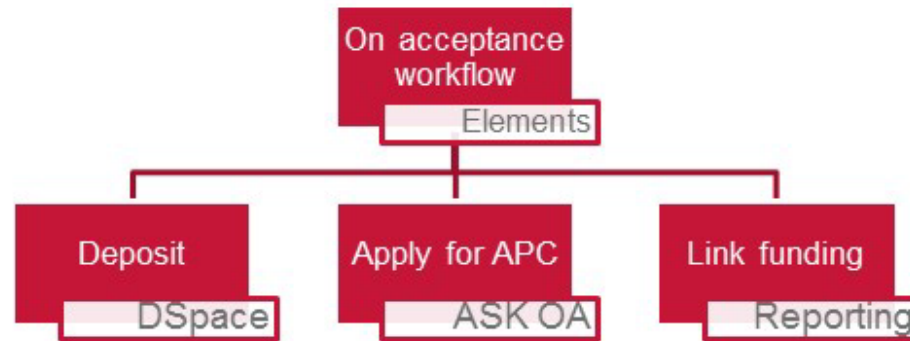 On acceptance
workflow
Elements
Deposit
DSpace
Apply for APC
ASK OA
Link funding
Reporting